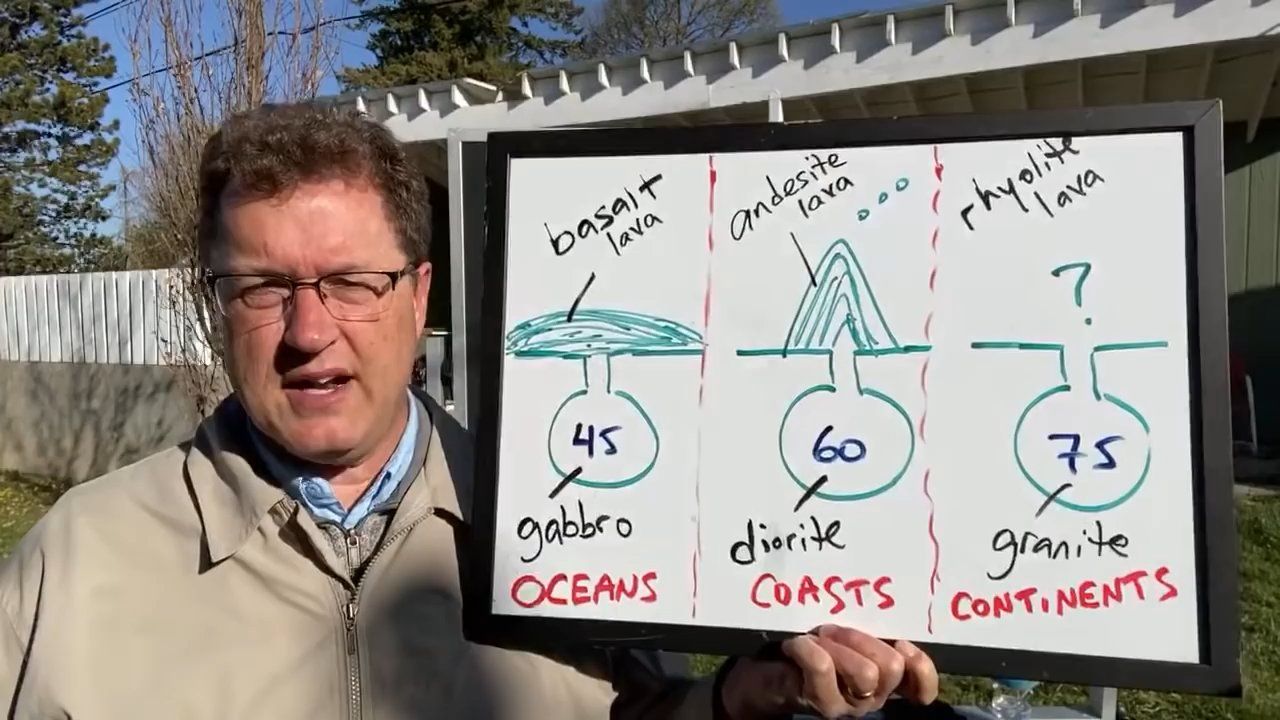 basalt
lava
45
gabbro
OCEANS
andesite
lava
60
diorite
COASTS
rhyolite
lava
?
75
granite
CONTINENTS